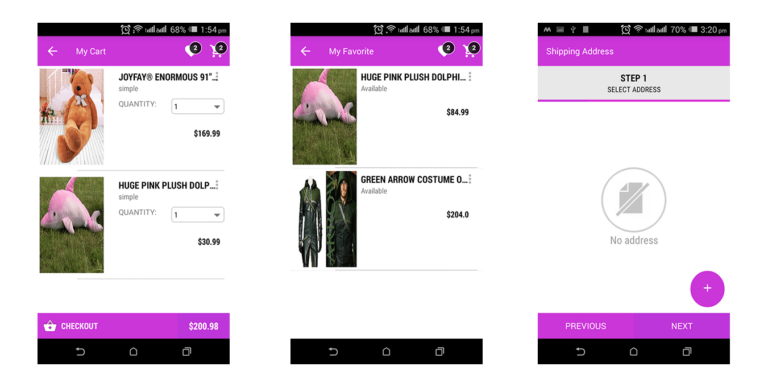 68% 1:54 pm
My Cart
2
2
JOYFAY® ENORMOUS 91"...
simple
QUANTITY: 1
$169.99
HUGE PINK PLUSH DOLP...
simple
QUANTITY: 1
$30.99
CHECKOUT $200.98
68% 1:54 pm
My Favorite
2
2
HUGE PINK PLUSH DOLPHI...
Available
$84.99
GREEN ARROW COSTUME O...
Available
$204.0
70% 3:20 pm
Shipping Address
STEP 1
SELECT ADDRESS
No address
+
PREVIOUS NEXT